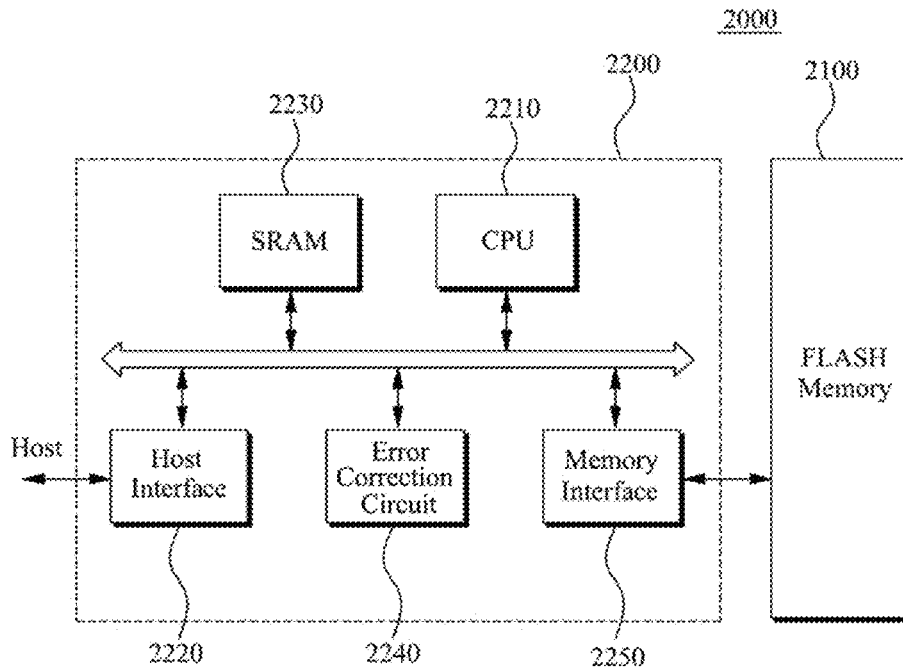 2000
2200
2100
2230
2210
SRAM
CPU
FLASH
Memory
Host
Host
Interface
Error
Correction
Circuit
Memory
Interface
2220
2240
2250